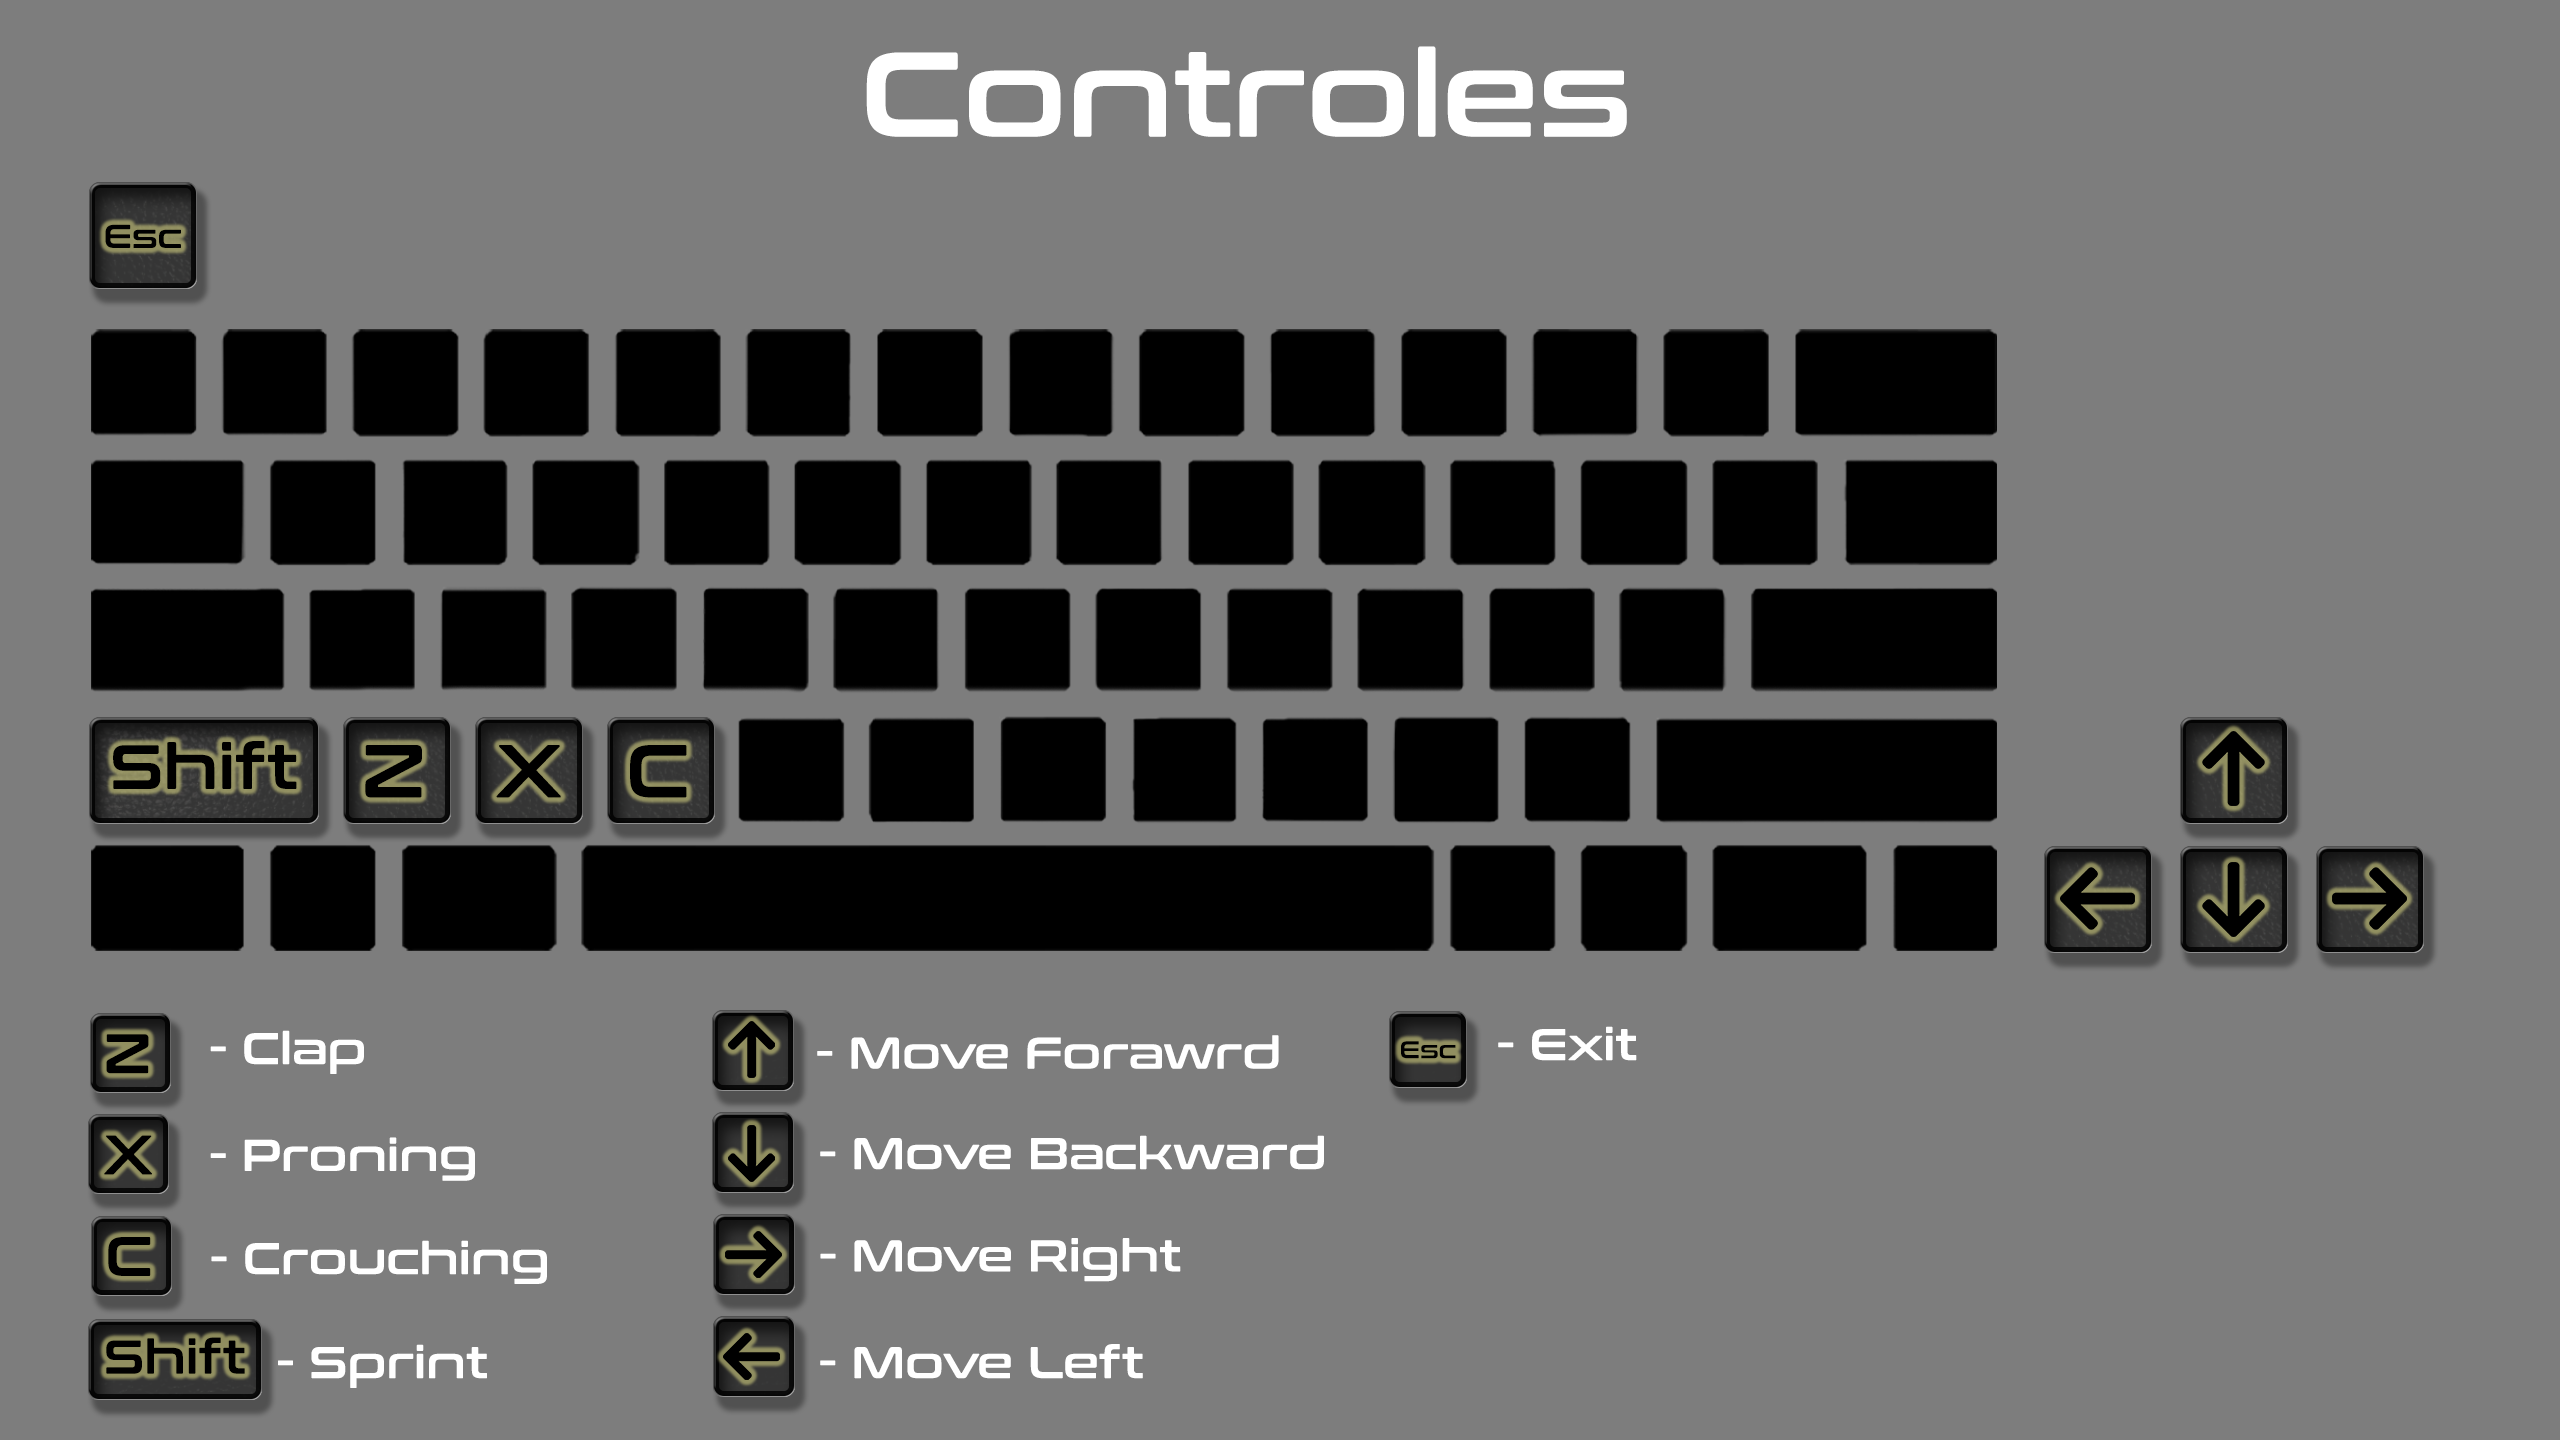 Controles
Esc
Shift Z X C ↑
← ↓ →
Z - Clap
X - Proning
C - Crouching
Shift - Sprint
↑ - Move Forawrd
↓ - Move Backward
→ - Move Right
← - Move Left
Esc - Exit